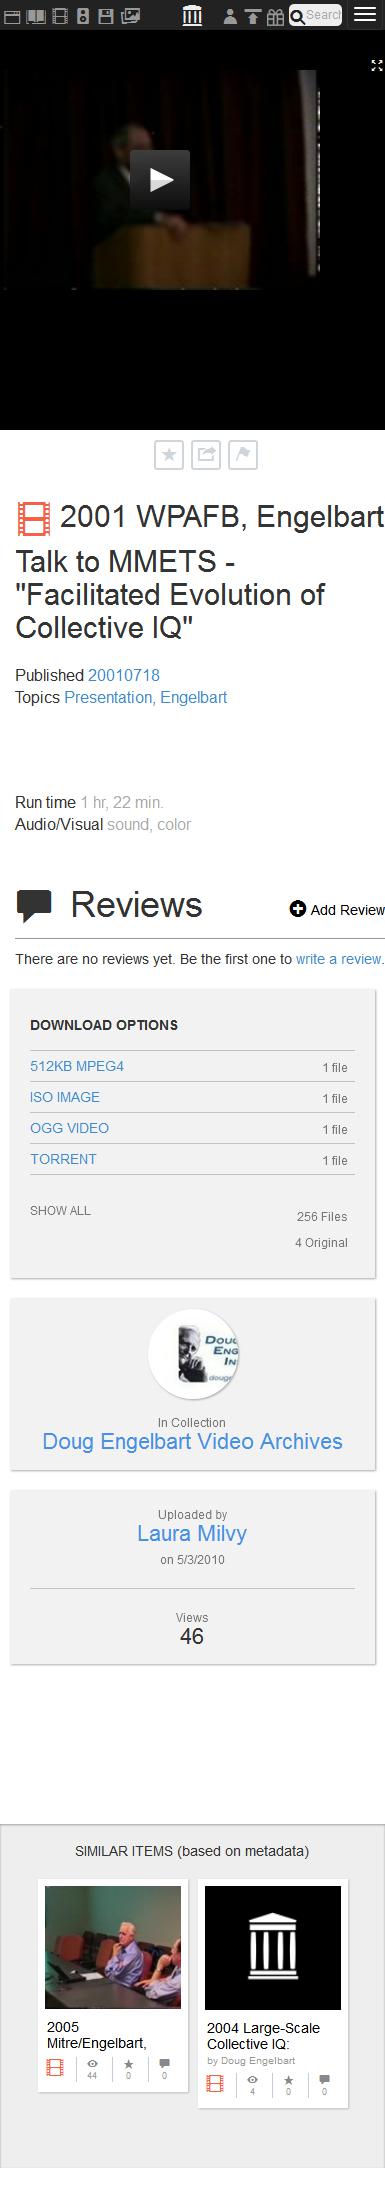 Search
2001 WPAFB, Engelbart
Talk to MMETS -
"Facilitated Evolution of
Collective IQ"
Published 20010718
Topics Presentation, Engelbart
Run time 1 hr, 22 min.
Audio/Visual sound, color
Reviews
Add Review
There are no reviews yet. Be the first one to write a review.
DOWNLOAD OPTIONS
512KB MPEG4 1 file
ISO IMAGE 1 file
OGG VIDEO 1 file
TORRENT 1 file
SHOW ALL 256 Files
4 Original
In Collection
Doug Engelbart Video Archives
Uploaded by
Laura Milvy
on 5/3/2010
Views
46
SIMILAR ITEMS (based on metadata)
2005
Mitre/Engelbart,
44 0 0
2004 Large-Scale
Collective IQ:
by Doug Engelbart
4 0 0